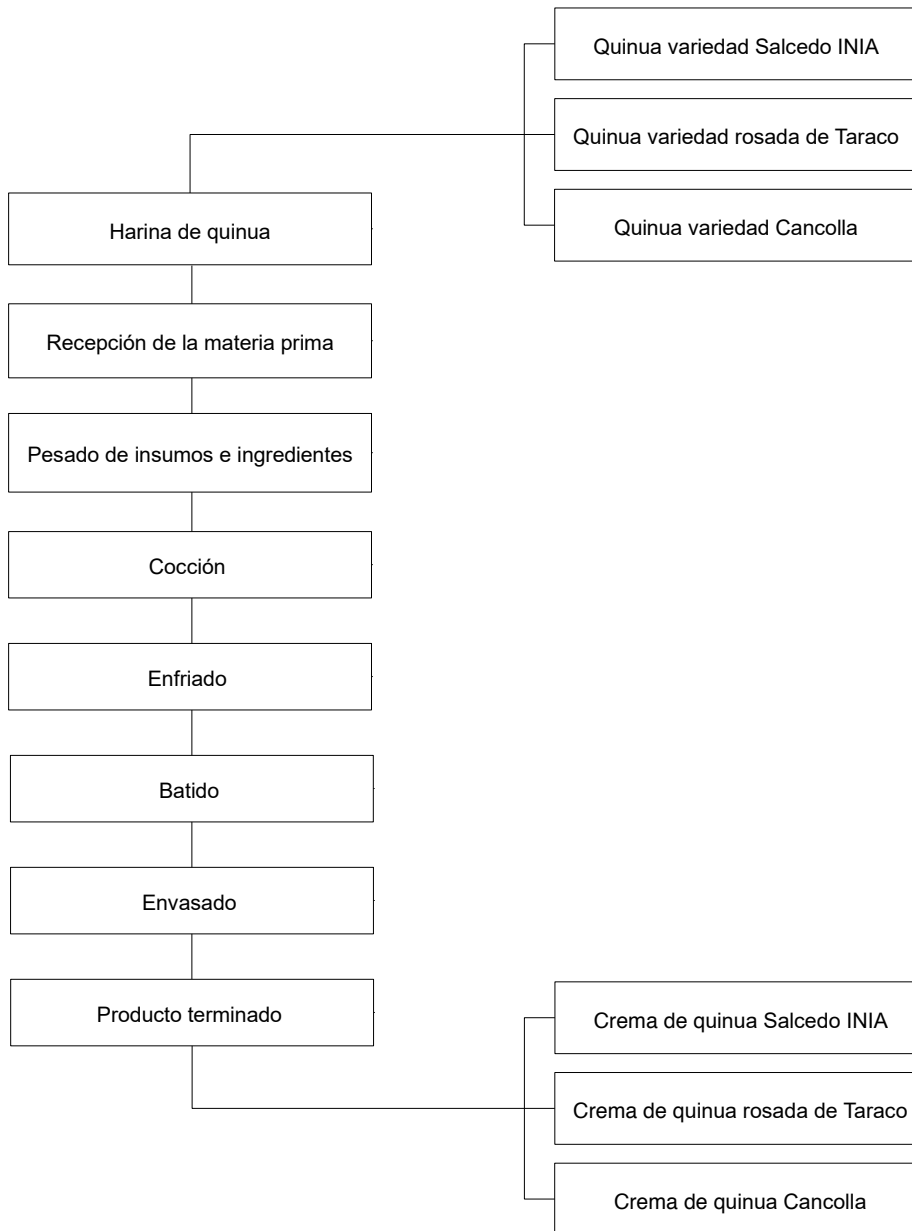 Quinua variedad Salcedo INIA
Quinua variedad rosada de Taraco
Quinua variedad Cancolla
Harina de quinua
Recepción de la materia prima
Pesado de insumos e ingredientes
Cocción
Enfriado
Batido
Envasado
Producto terminado
Crema de quinua Salcedo INIA
Crema de quinua rosada de Taraco
Crema de quinua Cancolla